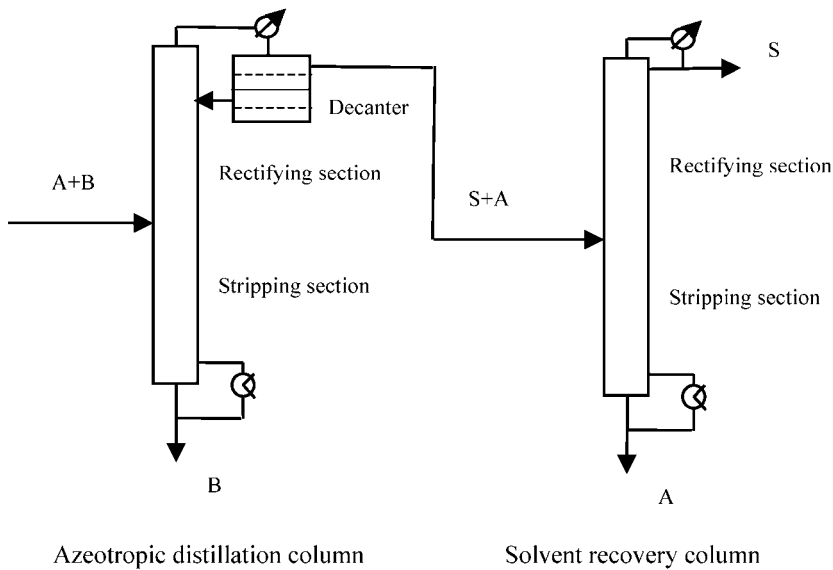 S
Decanter
A+B
Rectifying section
Rectifying section
S+A
Stripping section
Stripping section
B
A
Azeotropic distillation column
Solvent recovery column